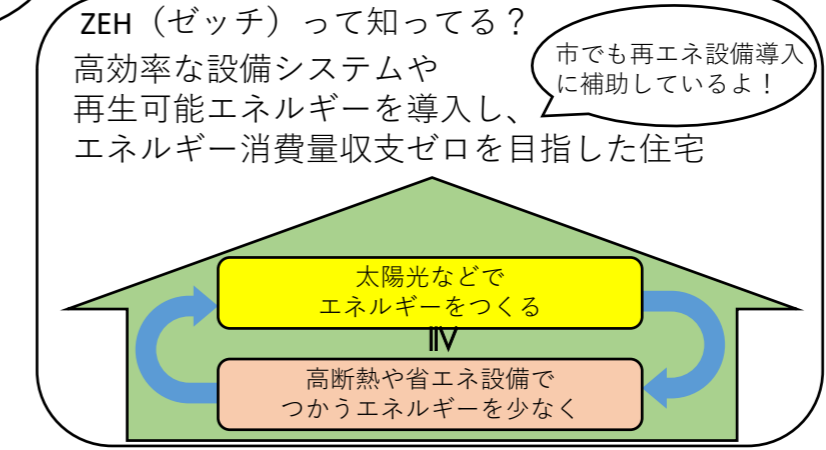 ZEH（ゼッチ）って知ってる？
高効率な設備システムや
再生可能エネルギーを導入し、
エネルギー消費量収支ゼロを目指した住宅
市でも再エネ設備導入
に補助しているよ！
太陽光などで
エネルギーをつくる
≧
高断熱や省エネ設備で
つかうエネルギーを少なく